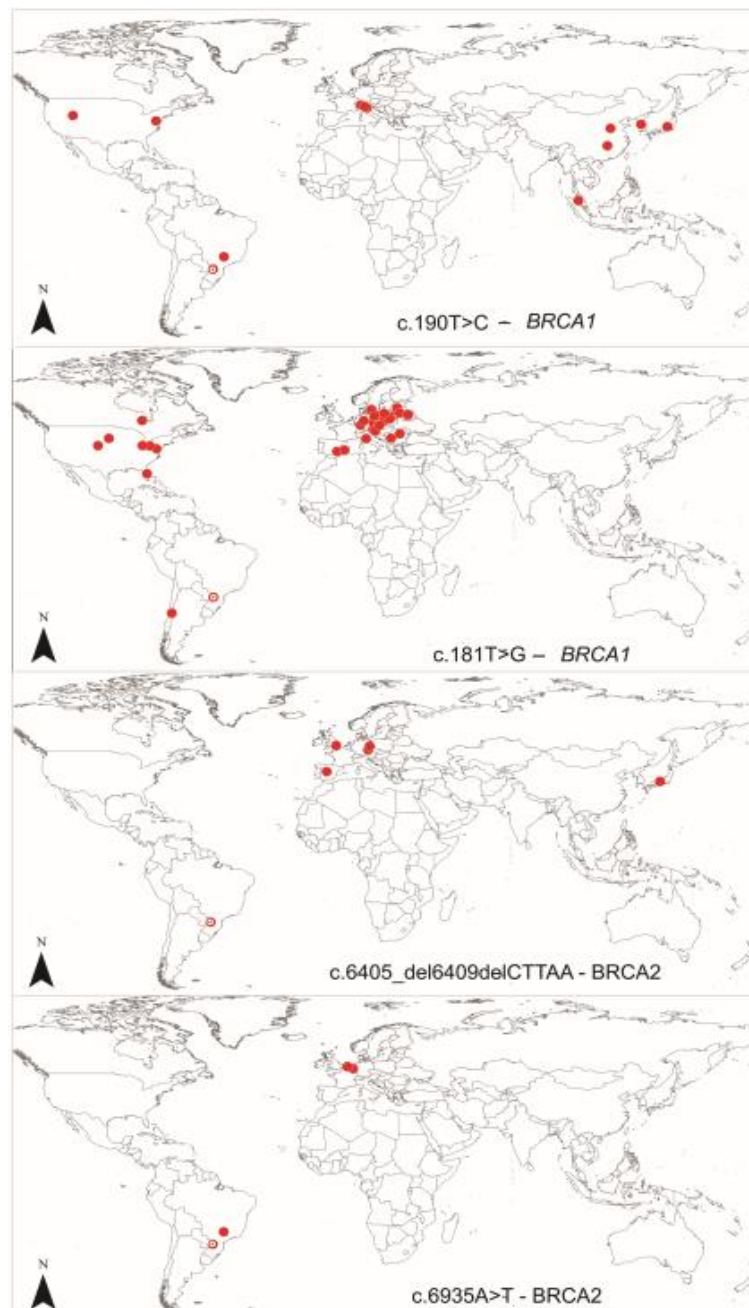 N
c.190T>C – BRCA1
N
c.181T>G – BRCA1
N
c.6405_del6409delCTTAA - BRCA2
N
c.6935A>T - BRCA2